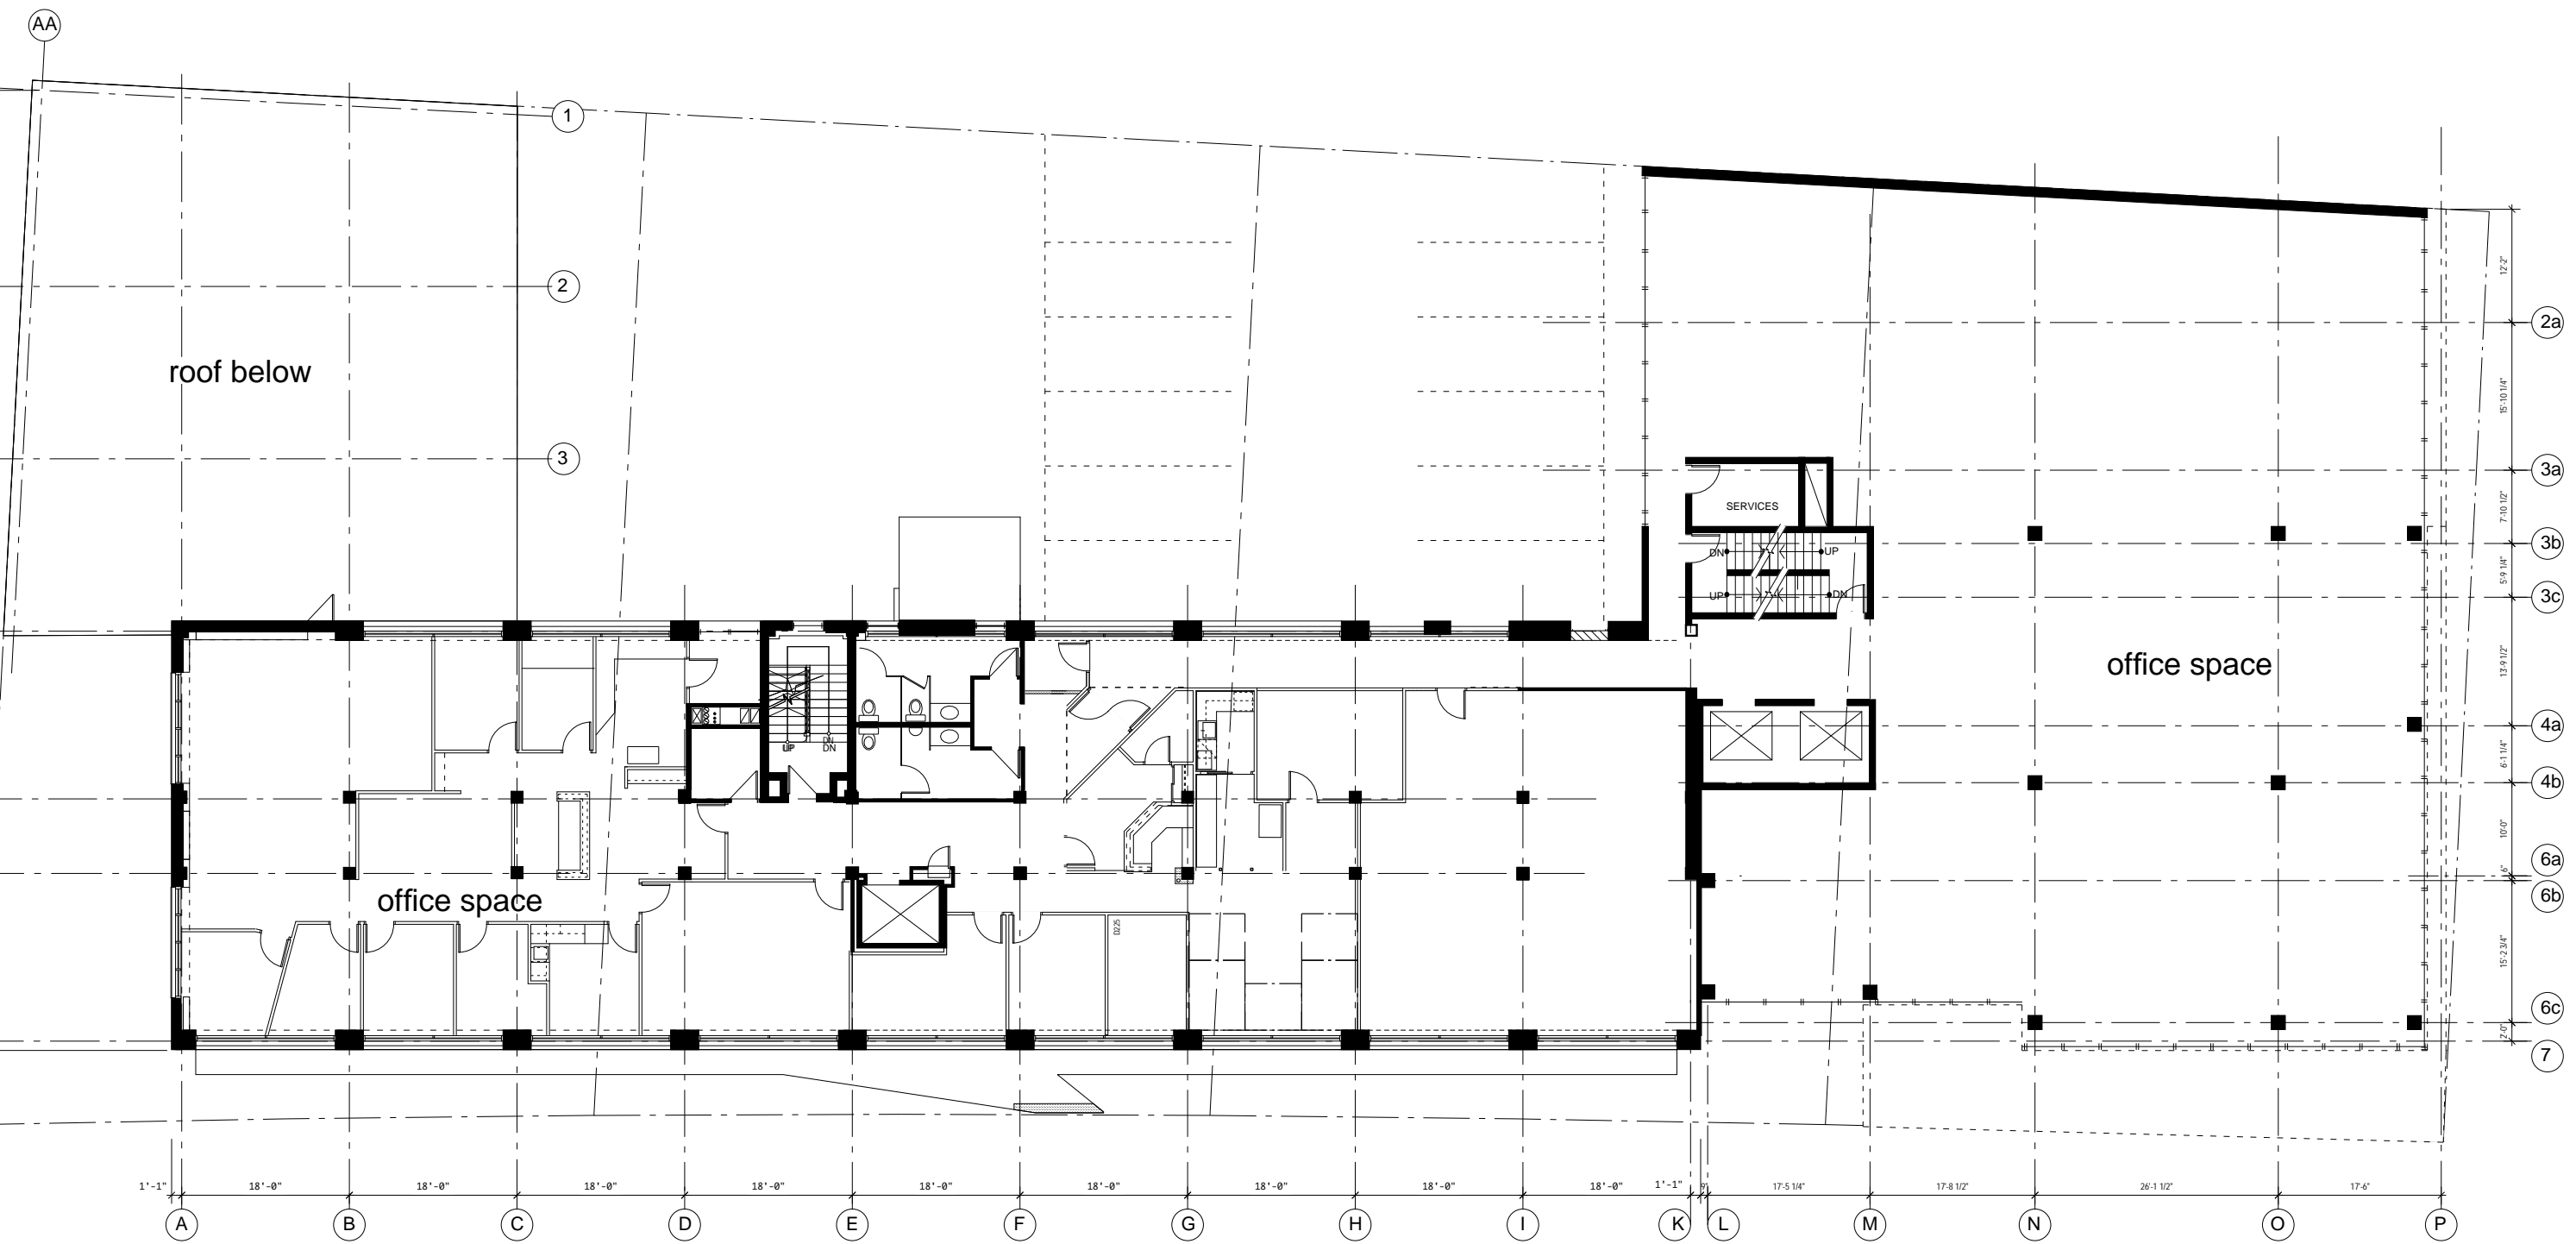 AA
1
2
roof below
3
2a
3a
SERVICES
3b
DN
UP
3c
UP
DN
office space
4a
UP
DN
DN
4b
6a
office space
6b
D225
6c
7
12'-2"
15'-10 1/4"
7'-10 1/2"
5'-9 1/4"
13'-9 1/2"
6'-1 1/4"
10'-0"
6"
15'-2 3/4"
2'-0"
1'-1" 18'-0" 18'-0" 18'-0" 18'-0" 18'-0" 18'-0" 18'-0" 18'-0" 18'-0" 1'-1" 9" 17'-5 1/4" 17'-8 1/2" 26'-1 1/2" 17'-6"
A B C D E F G H I K L M N O P